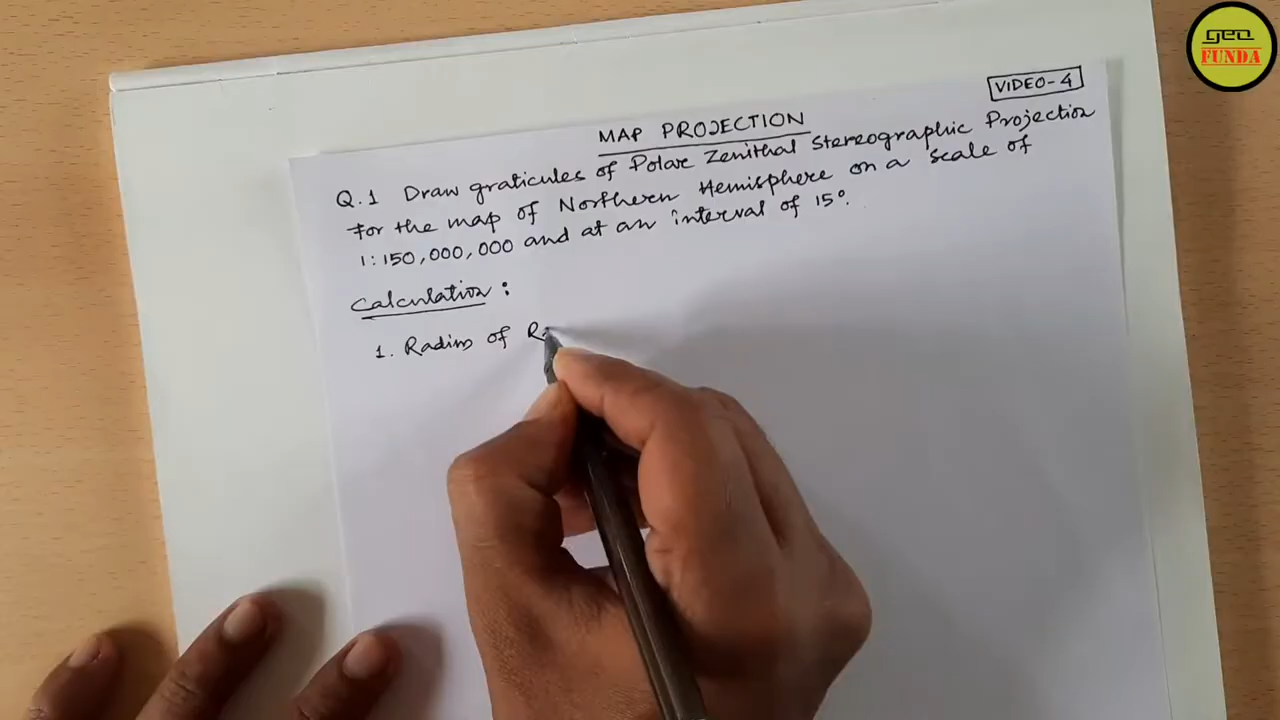 geo
FUNDA
VIDEO-4
MAP PROJECTION
Q.1 Draw graticules of Polar Zenithal Stereographic Projection
for the map of Northern Hemisphere on a scale of
1:150,000,000 and at an interval of 15°.
Calculation :
1. Radius of